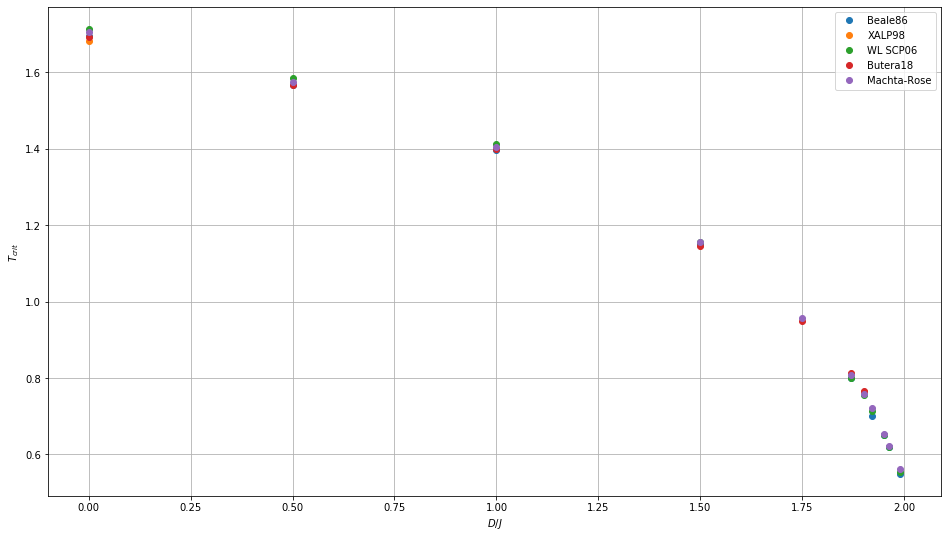 Beale86
XALP98
WL SCP06
Butera18
Machta-Rose
1.6
1.4
1.2
1.0
0.8
0.6
T_crit
0.00 0.25 0.50 0.75 1.00 1.25 1.50 1.75 2.00
D/J